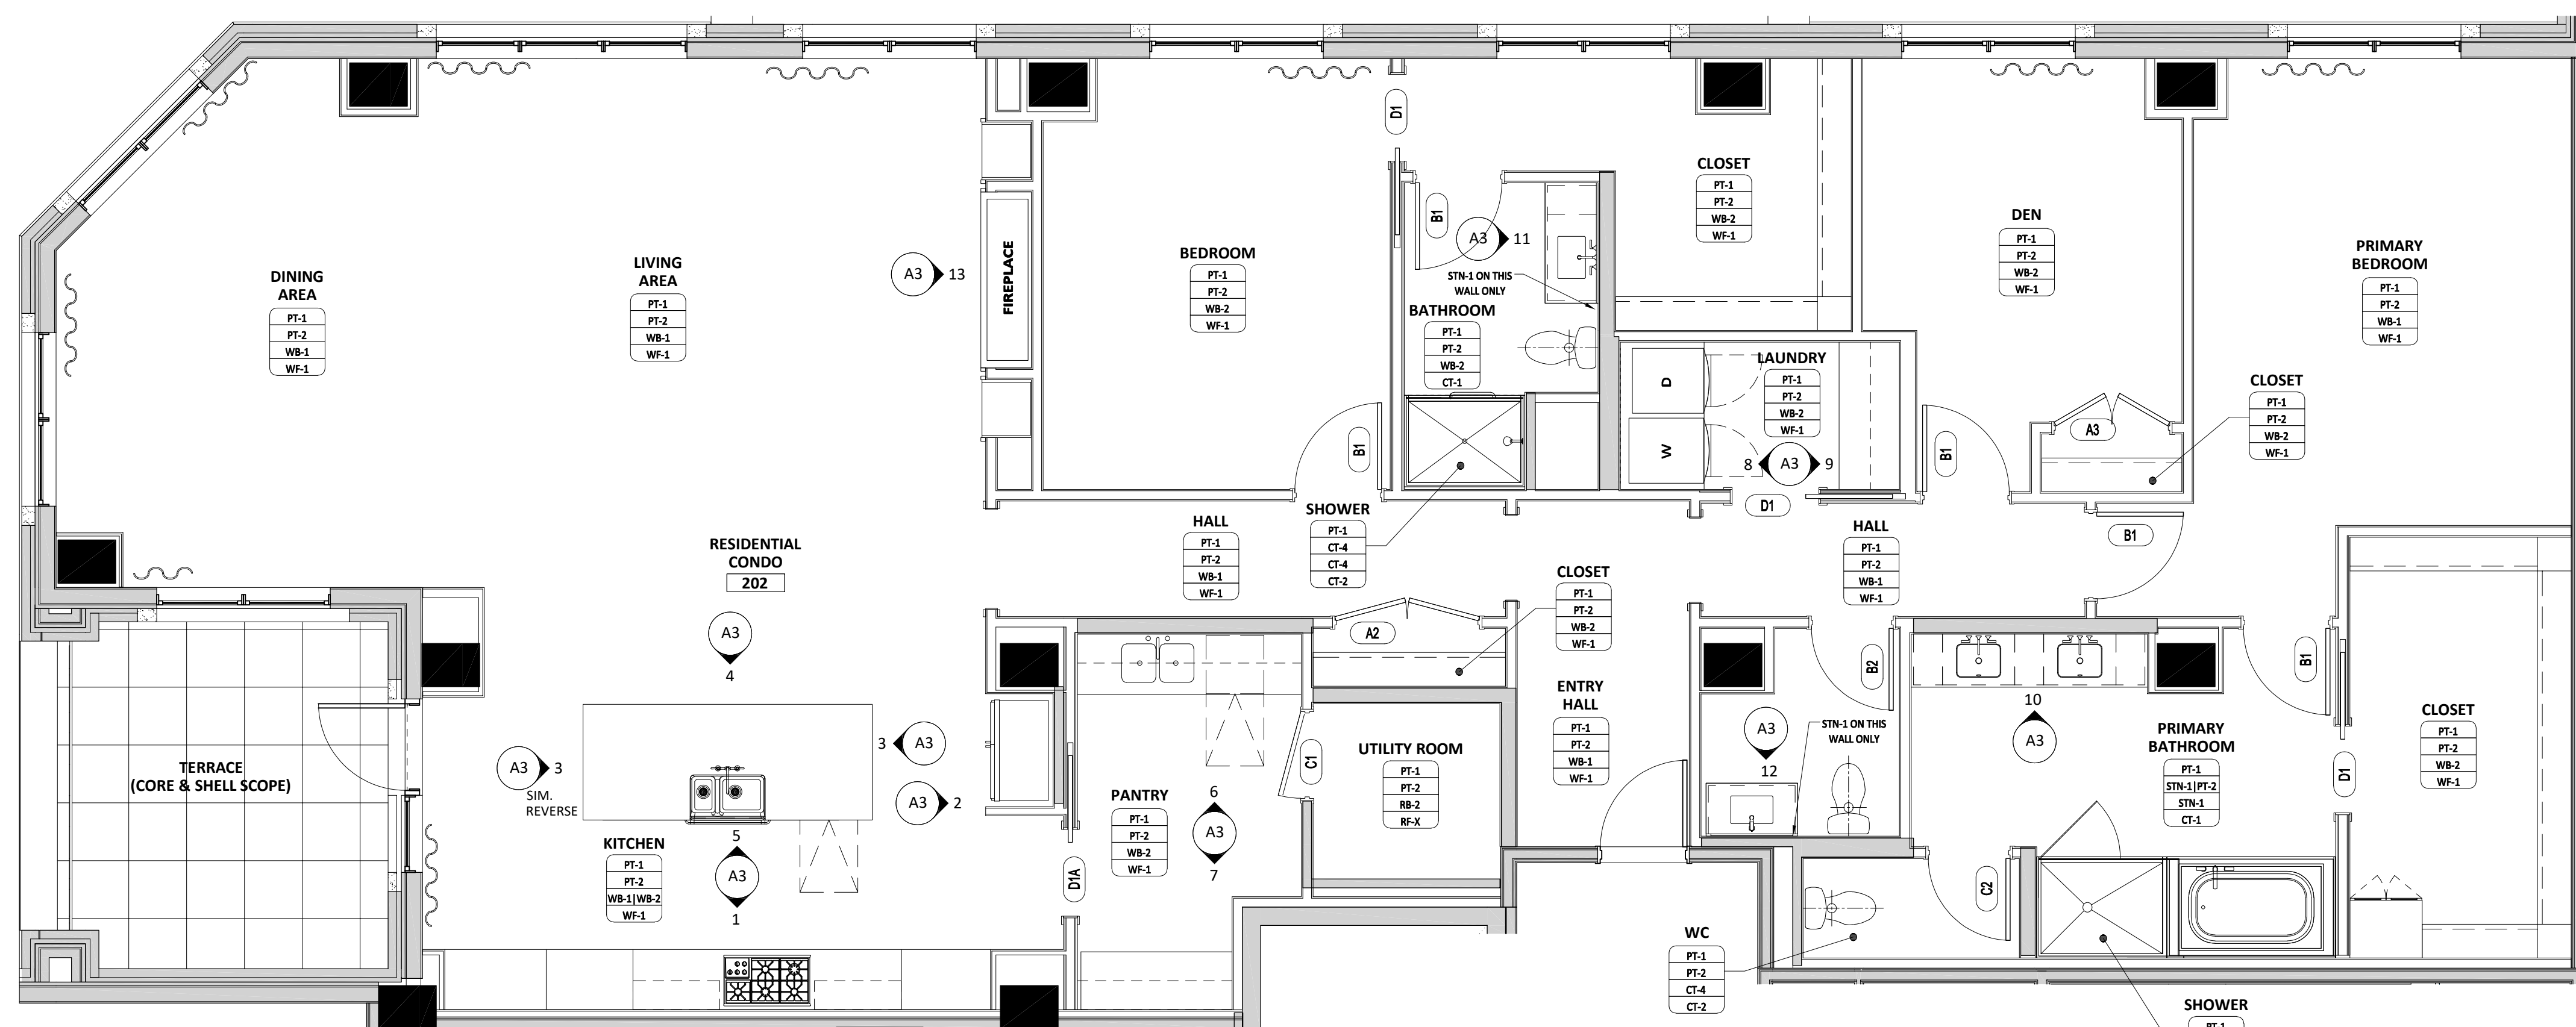 DINING
AREA
PT-1
PT-2
WB-1
WF-1
LIVING
AREA
PT-1
PT-2
WB-1
WF-1
A3
13
FIREPLACE
BEDROOM
PT-1
PT-2
WB-2
WF-1
D1
B1
A3
11
STN-1 ON THIS
WALL ONLY
BATHROOM
PT-1
PT-2
WB-2
CT-1
CLOSET
PT-1
PT-2
WB-2
WF-1
DEN
PT-1
PT-2
WB-2
WF-1
PRIMARY
BEDROOM
PT-1
PT-2
WB-1
WF-1
LAUNDRY
PT-1
PT-2
WB-2
WF-1
D
W
8
A3
9
D1
B1
B1
A3
CLOSET
PT-1
PT-2
WB-2
WF-1
RESIDENTIAL
CONDO
202
A3
4
HALL
PT-1
PT-2
WB-1
WF-1
SHOWER
PT-1
CT-4
CT-4
CT-2
CLOSET
PT-1
PT-2
WB-2
WF-1
A2
HALL
PT-1
PT-2
WB-1
WF-1
B1
TERRACE
(CORE & SHELL SCOPE)
A3
3
SIM.
REVERSE
3
A3
A3
2
5
A3
1
KITCHEN
PT-1
PT-2
WB-1|WB-2
WF-1
D1A
PANTRY
PT-1
PT-2
WB-2
WF-1
6
A3
7
C1
UTILITY ROOM
PT-1
PT-2
RB-2
RF-X
ENTRY
HALL
PT-1
PT-2
WB-1
WF-1
B2
A3
12
STN-1 ON THIS
WALL ONLY
10
A3
PRIMARY
BATHROOM
PT-1
STN-1|PT-2
STN-1
CT-1
B1
D1
CLOSET
PT-1
PT-2
WB-2
WF-1
C2
WC
PT-1
PT-2
CT-4
CT-2
SHOWER
PT-1